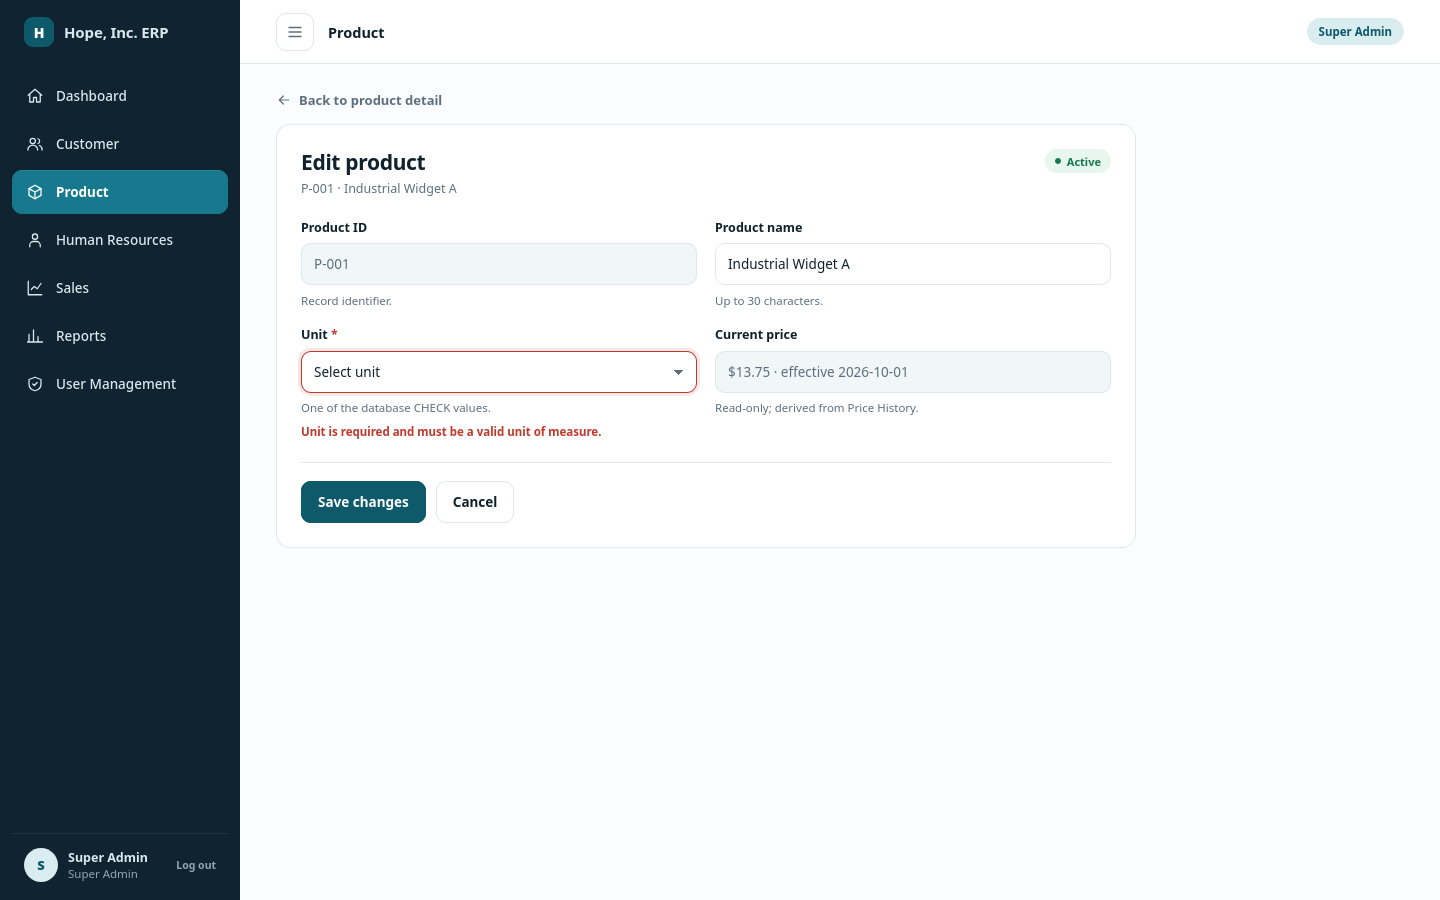 H Hope, Inc. ERP
Dashboard
Customer
Product
Human Resources
Sales
Reports
User Management
S
Super Admin
Super Admin
Log out
Product
Super Admin
Back to product detail
Edit product
Active
P-001 · Industrial Widget A
Product ID
P-001
Record identifier.
Product name
Industrial Widget A
Up to 30 characters.
Unit *
Select unit
One of the database CHECK values.
Unit is required and must be a valid unit of measure.
Current price
$13.75 · effective 2026-10-01
Read-only; derived from Price History.
Save changes
Cancel